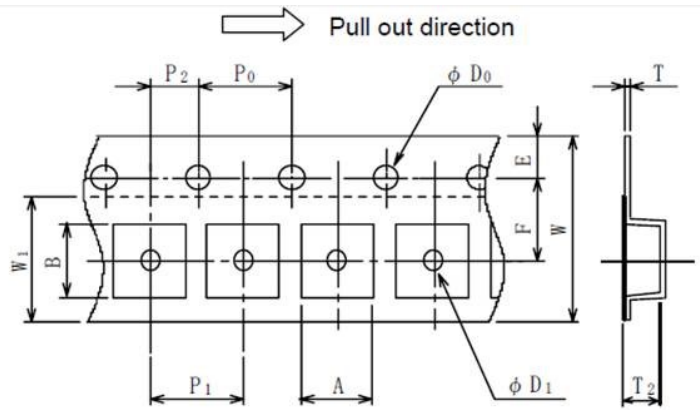 Pull out direction
P₂
P₀
φ D₀
T
E
F
W
W₁
B
P₁
A
φ D₁
T₂